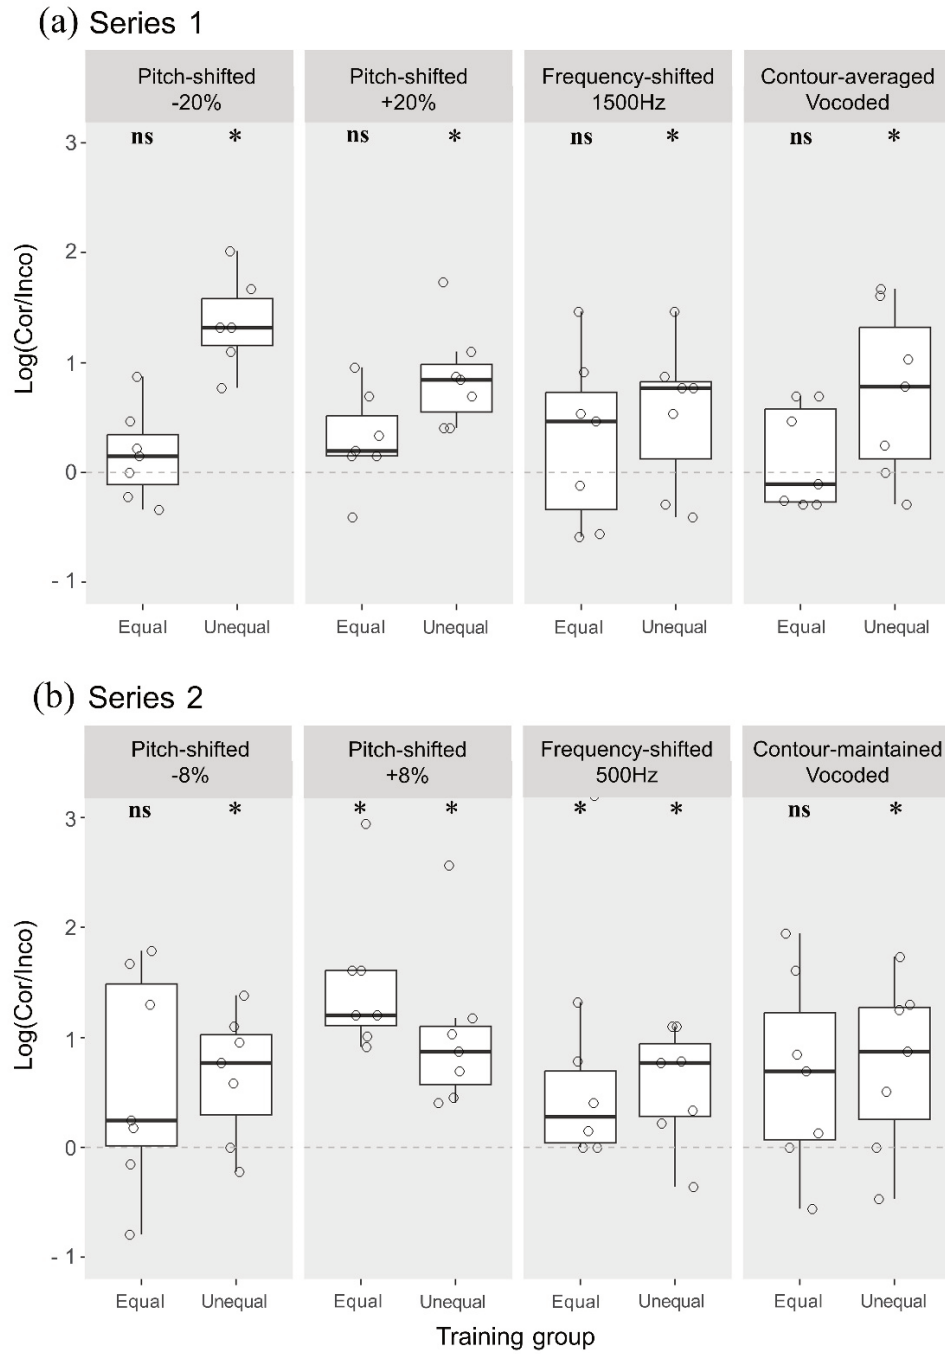 (a) Series 1
Pitch-shifted -20%
Pitch-shifted +20%
Frequency-shifted 1500Hz
Contour-averaged Vocoded
ns * ns * ns * ns *
Log(Cor/Inco)
3
2
1
0
- 1
Equal Unequal Equal Unequal Equal Unequal Equal Unequal
(b) Series 2
Pitch-shifted -8%
Pitch-shifted +8%
Frequency-shifted 500Hz
Contour-maintained Vocoded
ns * * * * * ns *
Log(Cor/Inco)
3
2
1
0
- 1
Equal Unequal Equal Unequal Equal Unequal Equal Unequal
Training group